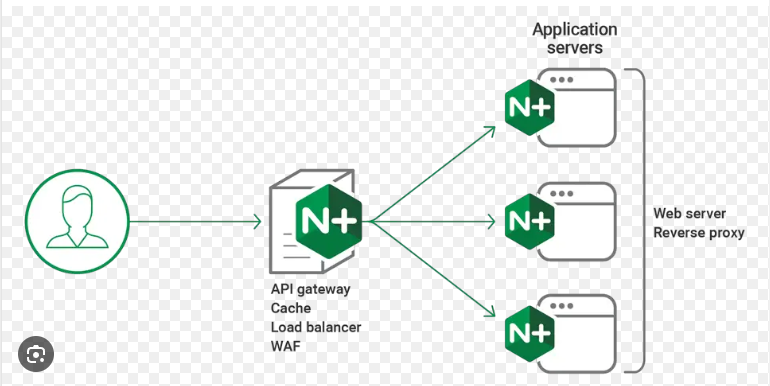 Application
servers
N+
N+
API gateway
Cache
Load balancer
WAF
N+
Web server
Reverse proxy
N+